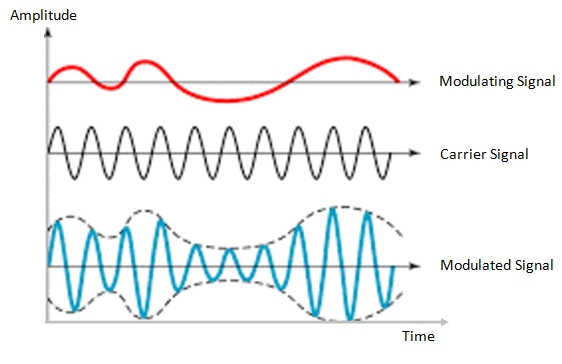 Amplitude
Modulating Signal
Carrier Signal
Modulated Signal
Time